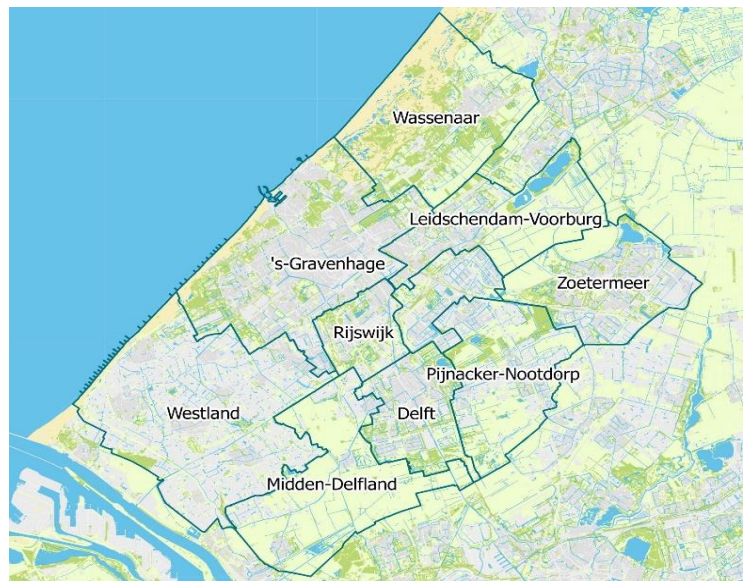 Wassenaar
Leidschendam-Voorburg
's-Gravenhage
Zoetermeer
Rijswijk
Pijnacker-Nootdorp
Westland
Delft
Midden-Delfland